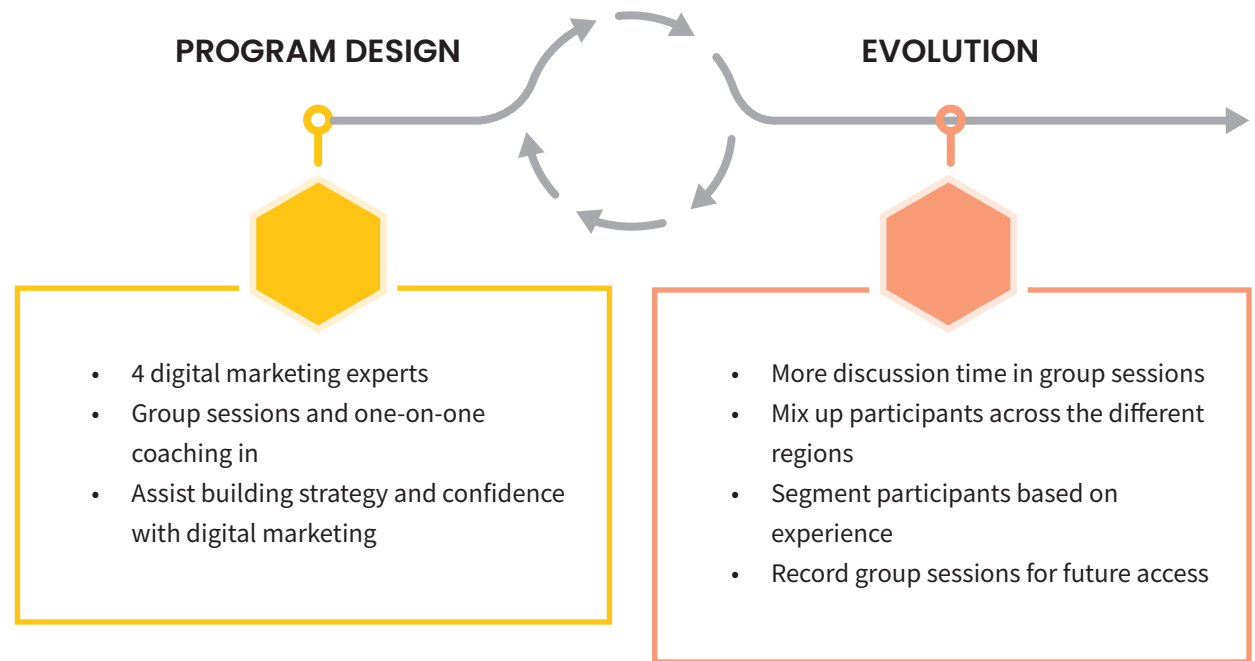 PROGRAM DESIGN
• 4 digital marketing experts
• Group sessions and one-on-one
coaching in
• Assist building strategy and confidence
with digital marketing
EVOLUTION
• More discussion time in group sessions
• Mix up participants across the different
regions
• Segment participants based on
experience
• Record group sessions for future access